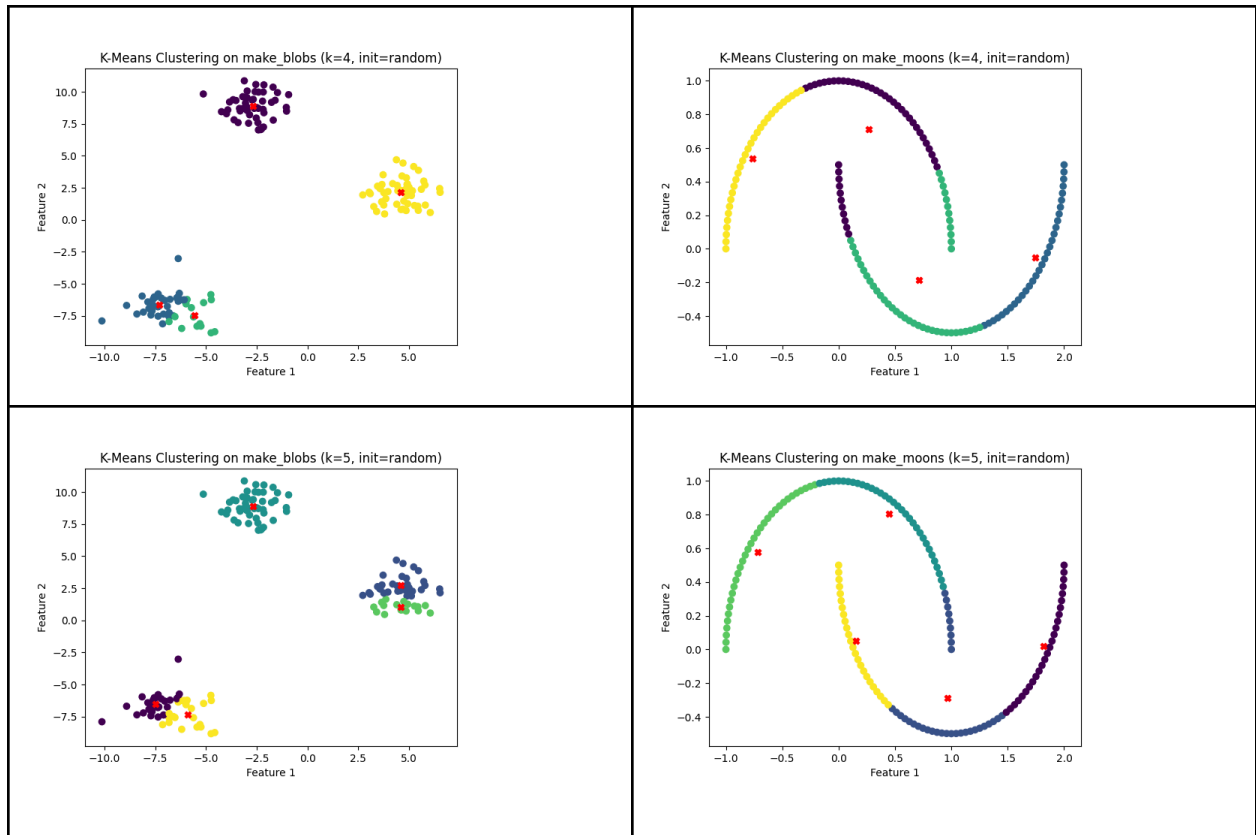 K-Means Clustering on make_blobs (k=4, init=random)
10.0
7.5
5.0
2.5
0.0
−2.5
−5.0
−7.5
Feature 2
−10.0 −7.5 −5.0 −2.5 0.0 2.5 5.0
Feature 1
K-Means Clustering on make_moons (k=4, init=random)
1.0
0.8
0.6
0.4
0.2
0.0
−0.2
−0.4
Feature 2
−1.0 −0.5 0.0 0.5 1.0 1.5 2.0
Feature 1
K-Means Clustering on make_blobs (k=5, init=random)
10.0
7.5
5.0
2.5
0.0
−2.5
−5.0
−7.5
Feature 2
−10.0 −7.5 −5.0 −2.5 0.0 2.5 5.0
Feature 1
K-Means Clustering on make_moons (k=5, init=random)
1.0
0.8
0.6
0.4
0.2
0.0
−0.2
−0.4
Feature 2
−1.0 −0.5 0.0 0.5 1.0 1.5 2.0
Feature 1